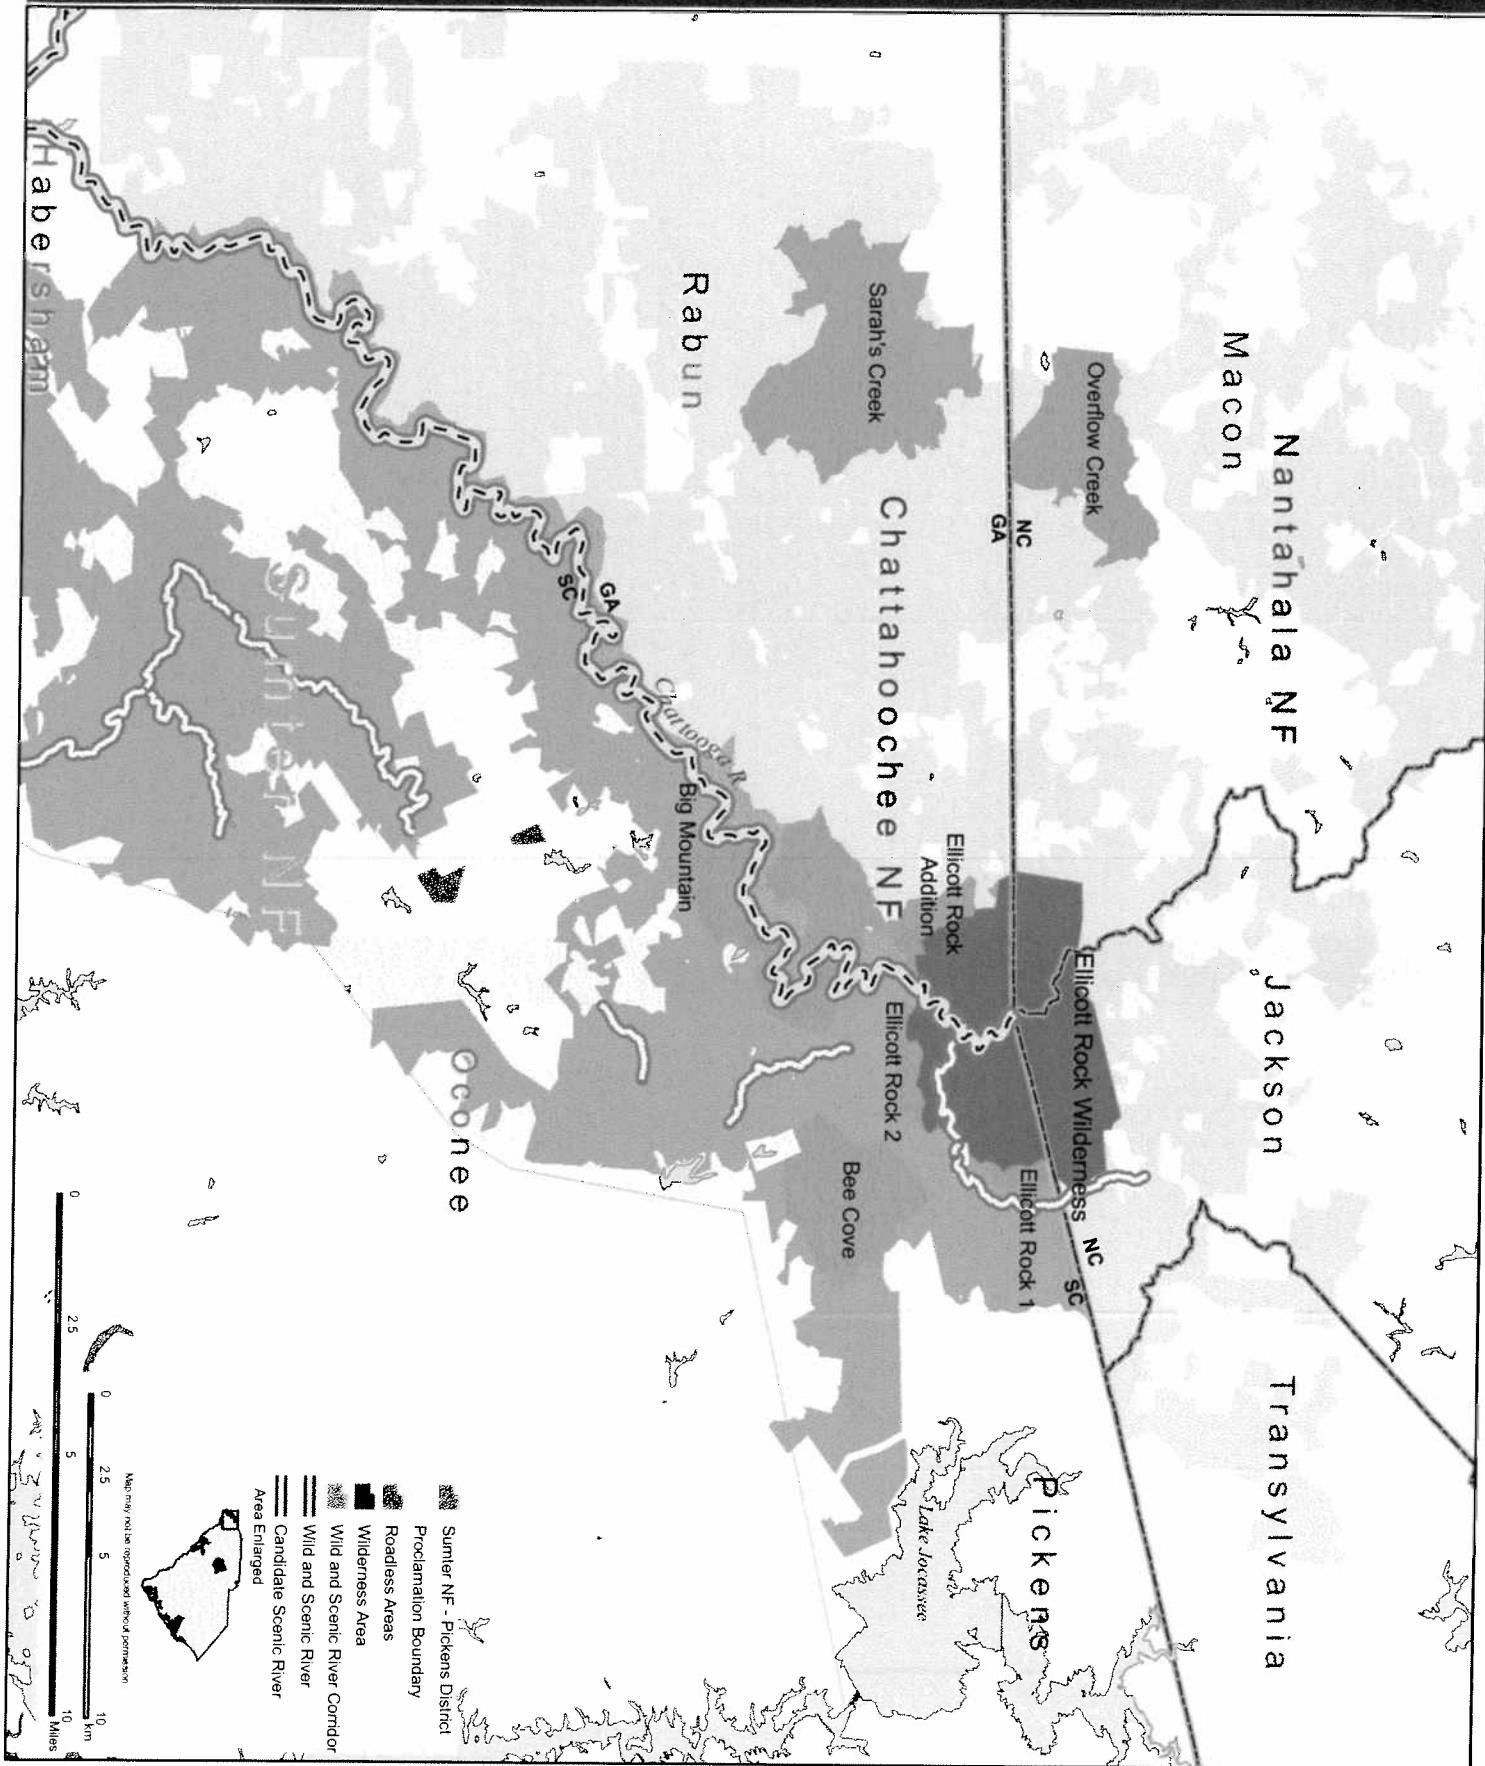 Nantahala NF
Macon
Jackson
Transylvania
Overflow Creek
NC
GA
Ellicott Rock Wilderness
NC
SC
Ellicott Rock 1
Pickens
Sarah's Creek
Chattahoochee NF
Ellicott Rock
Addition
Ellicott Rock 2
Bee Cove
Lake Jocassee
Rabun
GA
SC
Chattooga R
Big Mountain
Oconee
Sumter NF
Habersham
Sumter NF - Pickens District
Proclamation Boundary
Roadless Areas
Wilderness Area
Wild and Scenic River Corridor
Wild and Scenic River
Candidate Scenic River
Area Enlarged
Map may not be reproduced without permission
0 2.5 5 10 km
0 2.5 5 10 Miles